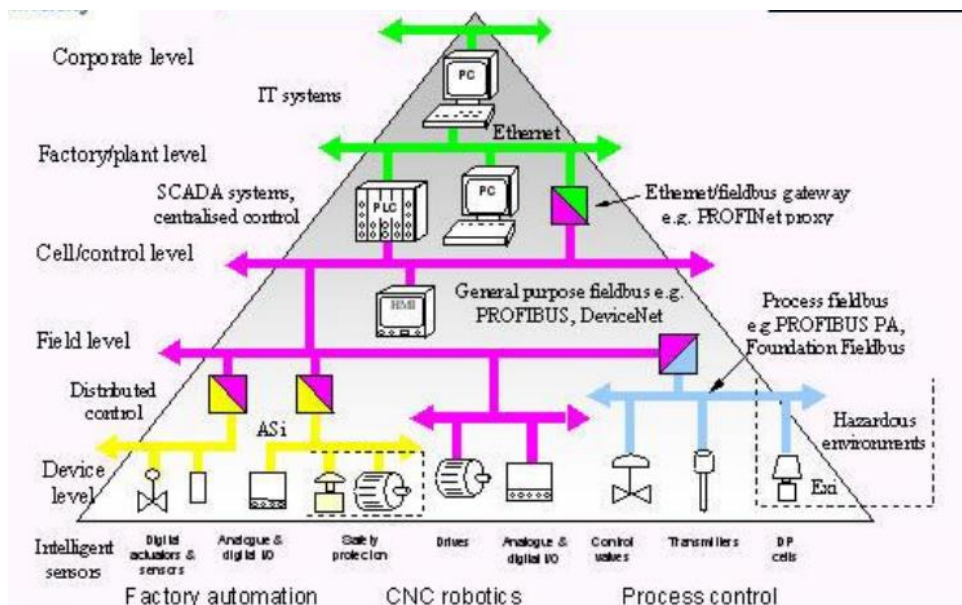 Corporate level
PC
IT systems
Ethernet
Factory/plant level
SCADA systems,
centralised control
PLC
PC
Ethernet/fieldbus gateway
e.g. PROFINet proxy
Cell/control level
HMI
General purpose fieldbus e.g.
PROFIBUS, DeviceNet
Process fieldbus
e.g.PROFIBUS PA,
Foundation Fieldbus
Field level
Distributed
control
ASi
Hazardous
environments
Device
level
Exi
Intelligent
sensors
Digital
actuators &
sensors
Analogue &
digital I/O
Safety
protecion
Drives
Analogue &
digital I/O
Control
valves
Transmitters
DP
cells
Factory automation
CNC robotics
Process control